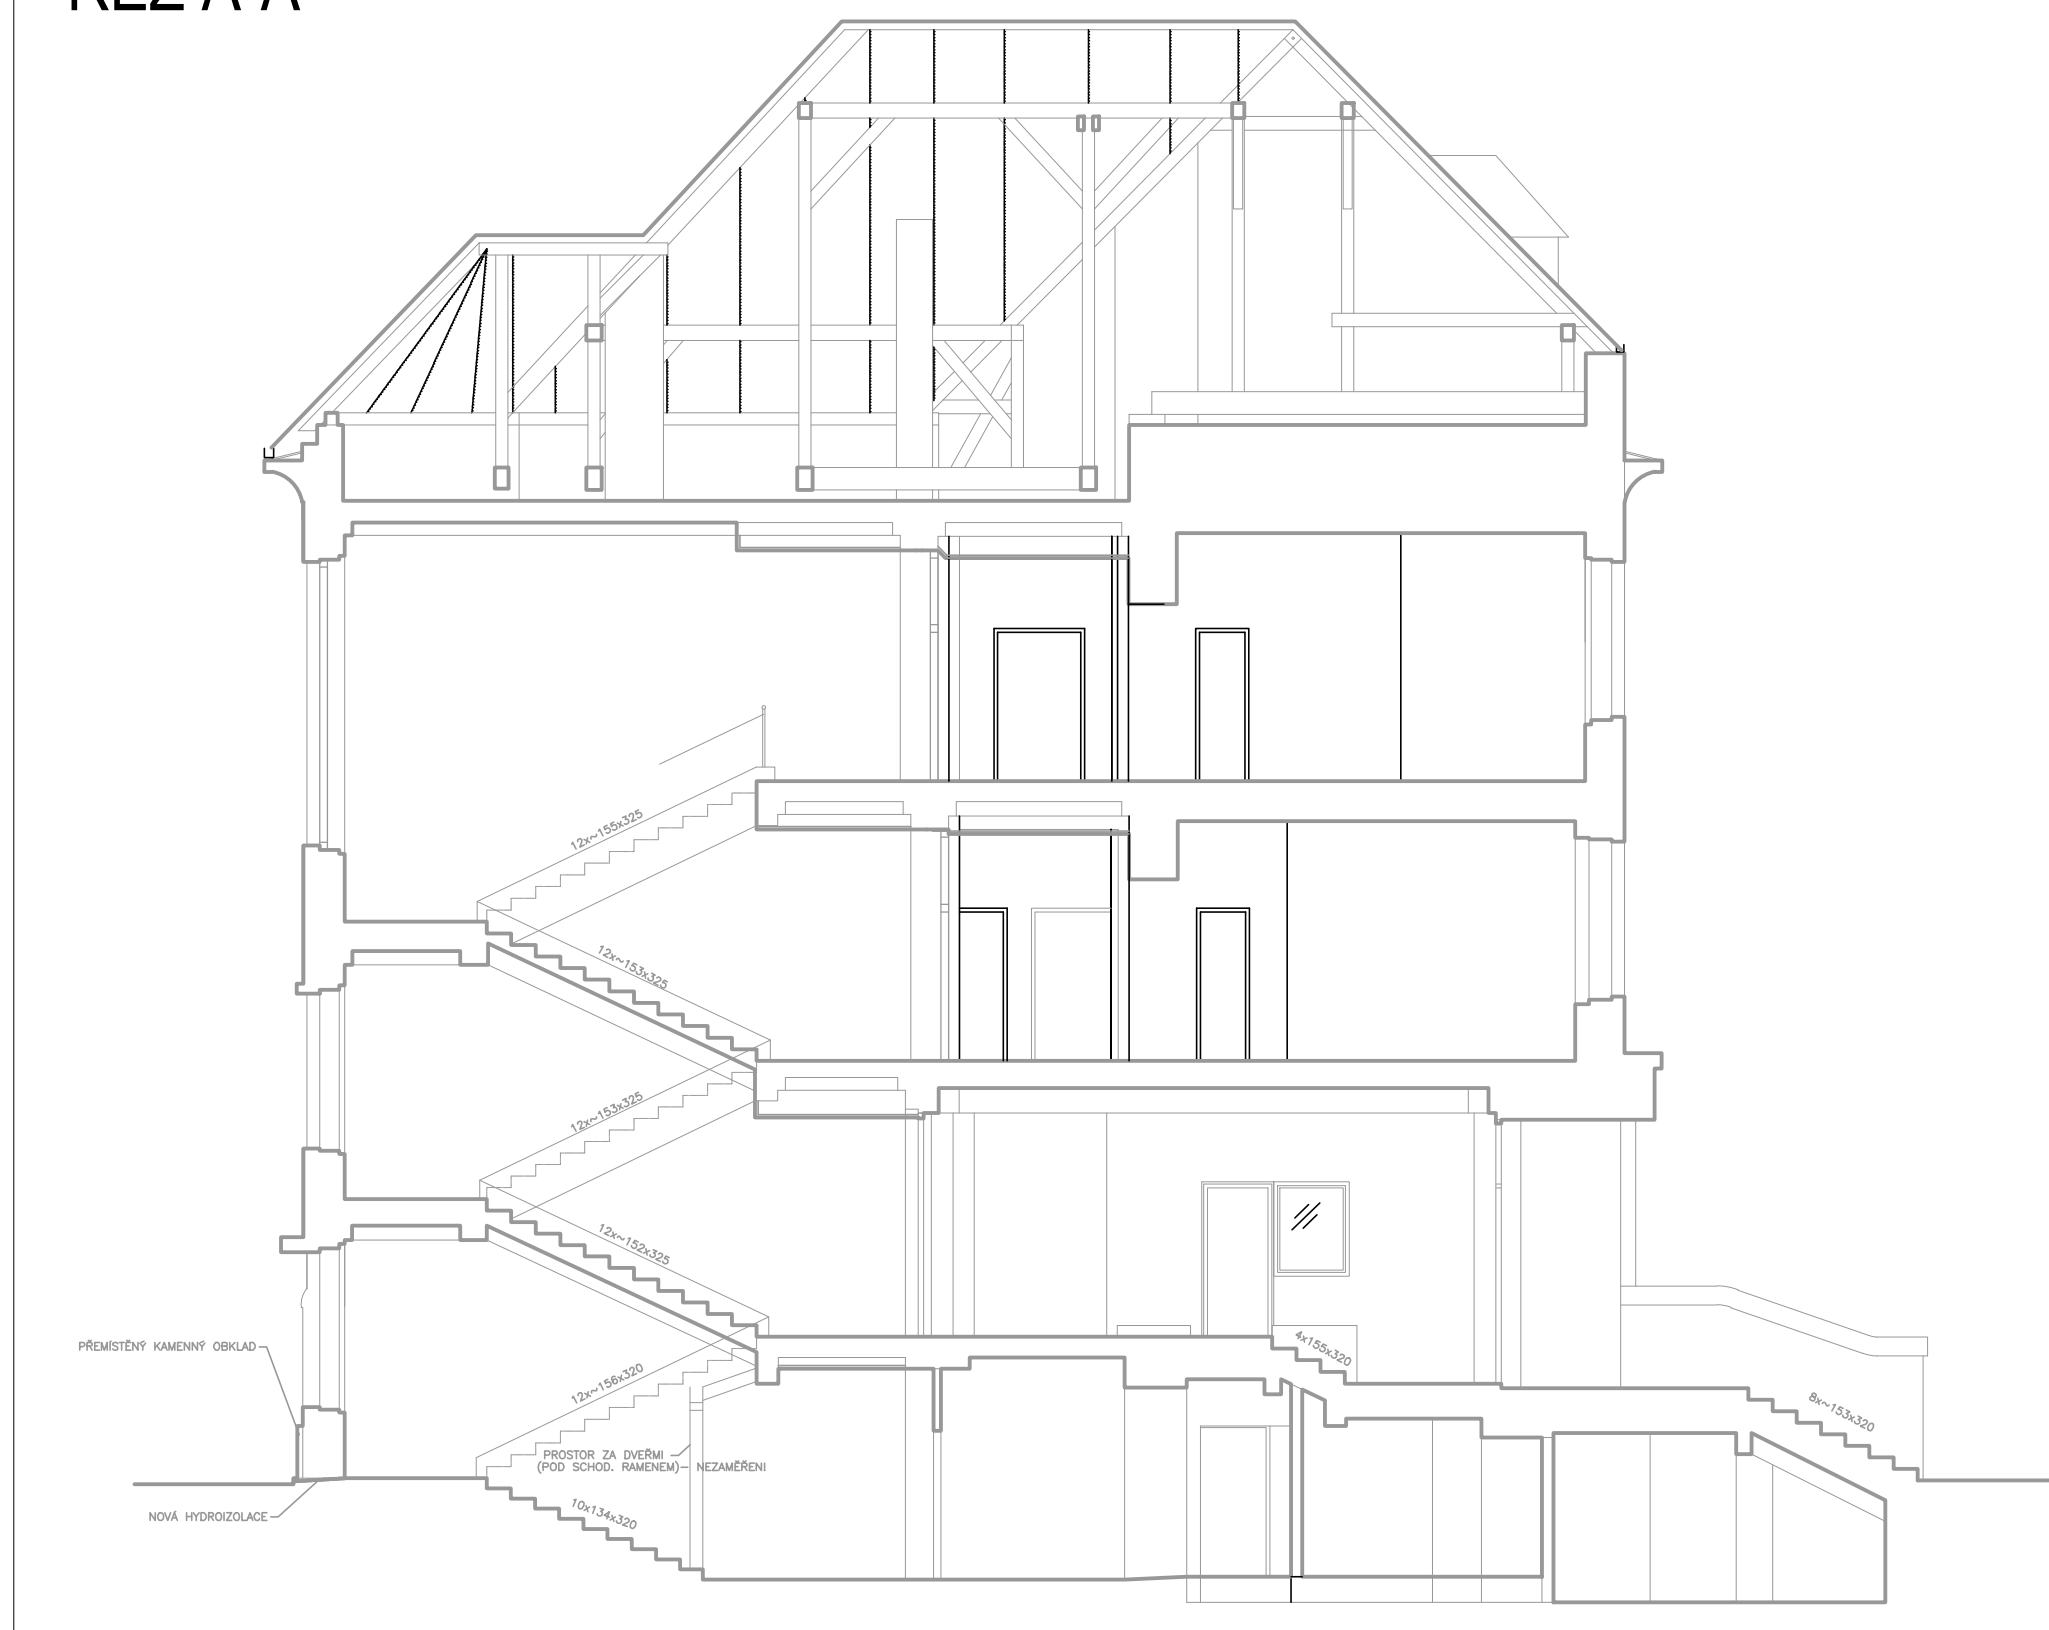 ŘEZ A-A
12x~155x325
12x~153x325
12x~153x325
12x~152x325
PŘEMÍSTĚNÝ KAMENNÝ OBKLAD
4x155x320
12x~156x320
8x~153x320
PROSTOR ZA DVEŘMI
(POD SCHOD. RAMENEM)- NEZAMĚŘENI
NOVÁ HYDROIZOLACE
10x134x320